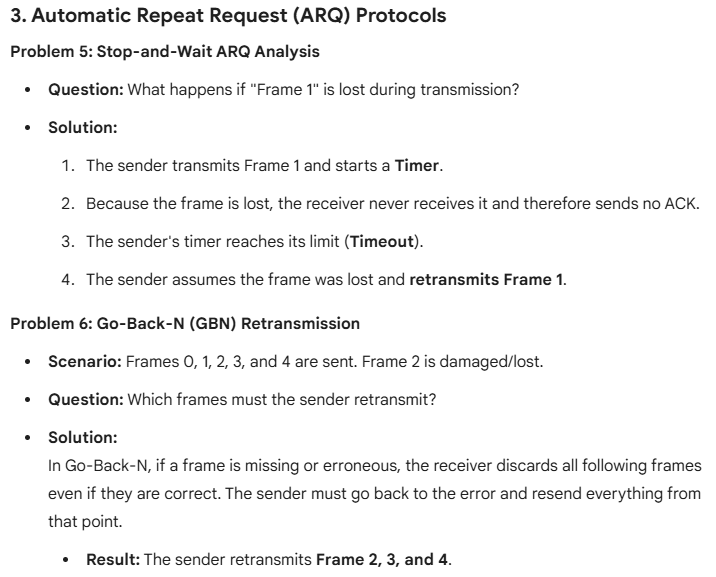 3. Automatic Repeat Request (ARQ) Protocols
Problem 5: Stop-and-Wait ARQ Analysis
• Question: What happens if "Frame 1" is lost during transmission?
• Solution:
1. The sender transmits Frame 1 and starts a Timer.
2. Because the frame is lost, the receiver never receives it and therefore sends no ACK.
3. The sender's timer reaches its limit (Timeout).
4. The sender assumes the frame was lost and retransmits Frame 1.
Problem 6: Go-Back-N (GBN) Retransmission
• Scenario: Frames 0, 1, 2, 3, and 4 are sent. Frame 2 is damaged/lost.
• Question: Which frames must the sender retransmit?
• Solution:
In Go-Back-N, if a frame is missing or erroneous, the receiver discards all following frames
even if they are correct. The sender must go back to the error and resend everything from
that point.
• Result: The sender retransmits Frame 2, 3, and 4.